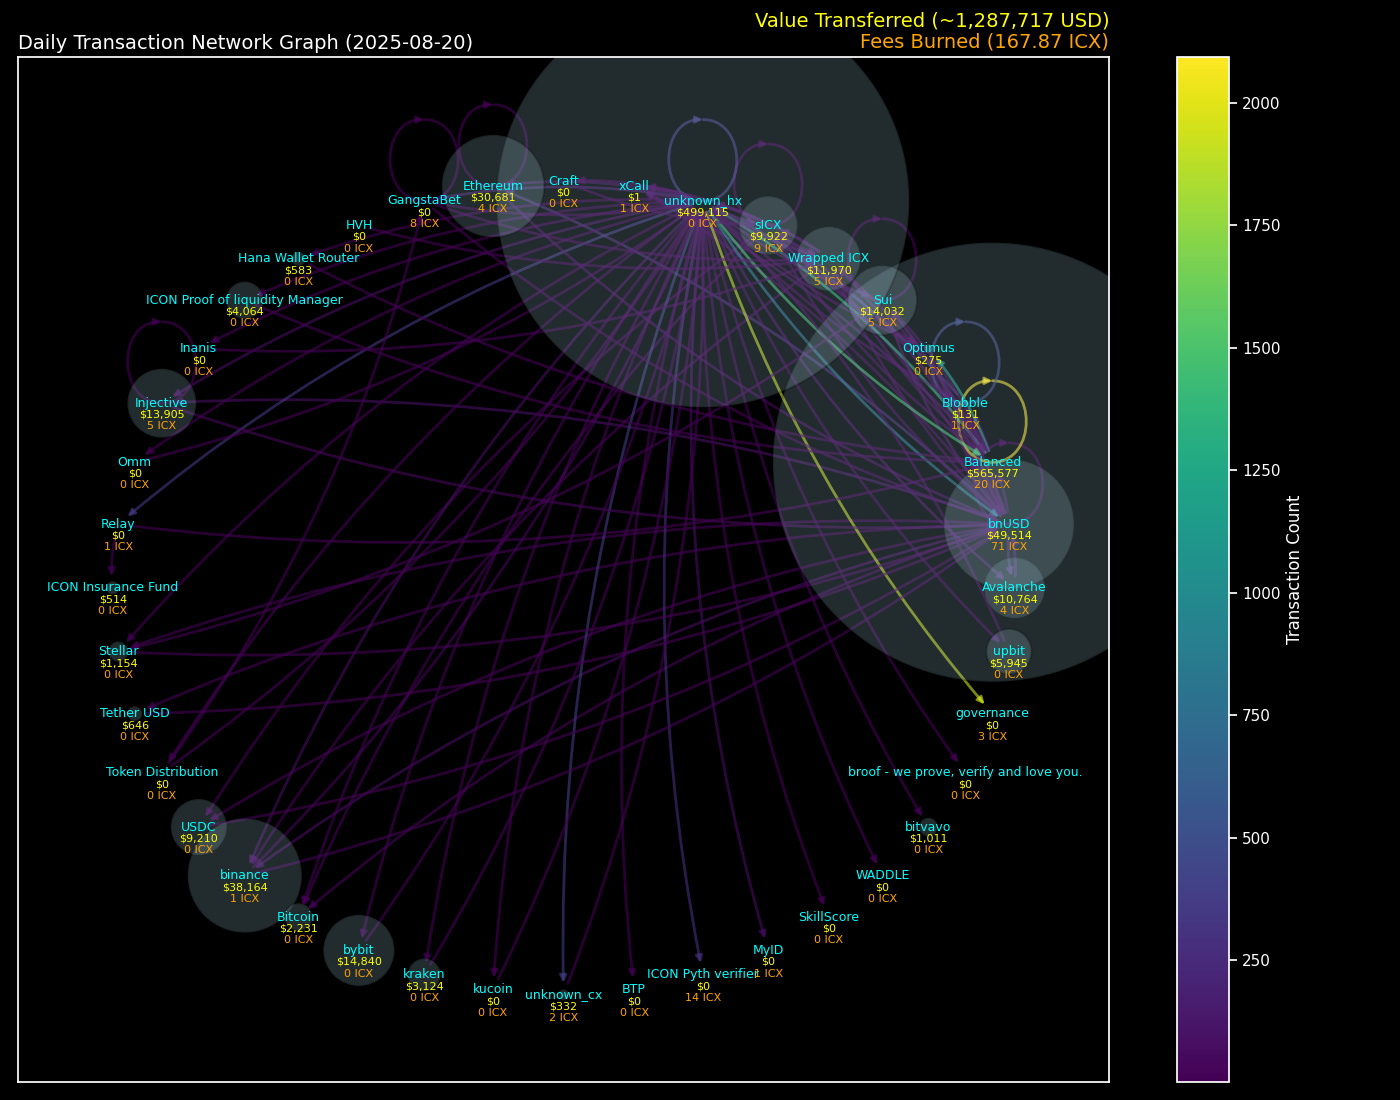 Value Transferred (~1,287,717 USD)
Daily Transaction Network Graph (2025-08-20)
Fees Burned (167.87 ICX)
Ethereum
$30,681
4 ICX
Craft
$0
0 ICX
xCall
$1
1 ICX
unknown_hx
$499,115
0 ICX
GangstaBet
$0
8 ICX
sICX
$9,922
9 ICX
HVH
$0
0 ICX
Wrapped ICX
$11,970
5 ICX
Hana Wallet Router
$583
0 ICX
Sui
$14,032
5 ICX
ICON Proof of liquidity Manager
$4,064
0 ICX
Optimus
$275
0 ICX
Inanis
$0
0 ICX
Blobble
$131
1 ICX
Injective
$13,905
5 ICX
Balanced
$565,577
20 ICX
Omm
$0
0 ICX
bnUSD
$49,514
71 ICX
Relay
$0
1 ICX
Avalanche
$10,764
4 ICX
ICON Insurance Fund
$514
0 ICX
upbit
$5,945
0 ICX
Stellar
$1,154
0 ICX
governance
$0
3 ICX
Tether USD
$646
0 ICX
broof - we prove, verify and love you.
$0
0 ICX
Token Distribution
$0
0 ICX
bitvavo
$1,011
0 ICX
USDC
$9,210
0 ICX
WADDLE
$0
0 ICX
binance
$38,164
1 ICX
SkillScore
$0
0 ICX
Bitcoin
$2,231
0 ICX
MyID
$0
1 ICX
bybit
$14,840
0 ICX
ICON Pyth verifier
$0
14 ICX
kraken
$3,124
0 ICX
BTP
$0
0 ICX
kucoin
$0
0 ICX
unknown_cx
$332
2 ICX
2000
1750
1500
1250
1000
750
500
250
Transaction Count